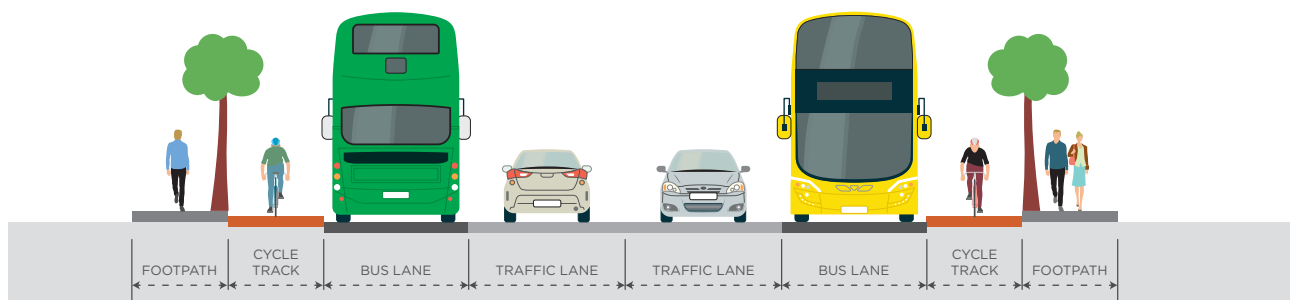 FOOTPATH
CYCLE
TRACK
BUS LANE
TRAFFIC LANE
TRAFFIC LANE
BUS LANE
CYCLE
TRACK
FOOTPATH